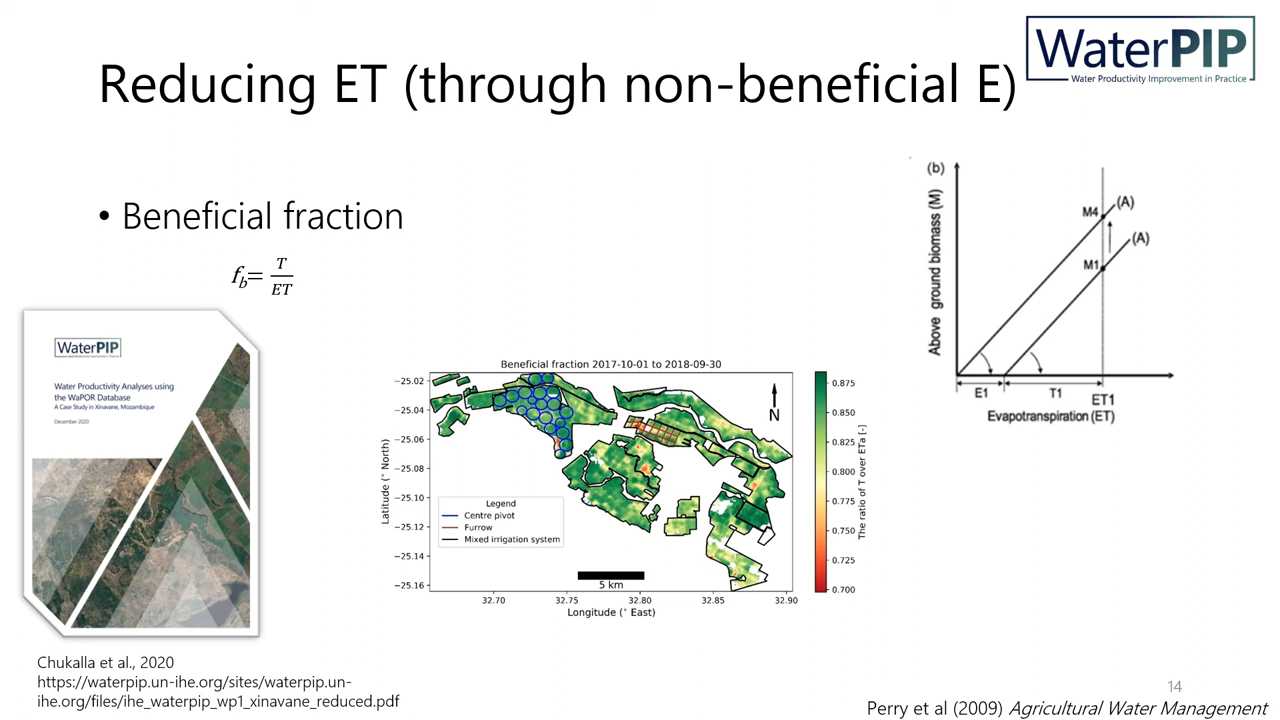 WaterPIP
Water Productivity Improvement in Practice
Reducing ET (through non-beneficial E)
• Beneficial fraction
f_b= T/ET
WaterPIP
Water Productivity Analyses using
the WaPOR Database
A Case Study in Xinavane, Mozambique
December 2020
Beneficial fraction 2017-10-01 to 2018-09-30
−25.02
−25.04
−25.06
−25.08
−25.10
−25.12
−25.14
−25.16
Latitude (° North)
N
Legend
Centre pivot
Furrow
Mixed irrigation system
5 km
32.70 32.75 32.80 32.85 32.90
Longitude (° East)
0.875
0.850
0.825
0.800
0.775
0.750
0.725
0.700
The ratio of T over ETa [-]
(b)
Above ground biomass (M)
M4 (A)
M1 (A)
E1 T1 ET1
Evapotranspiration (ET)
Chukalla et al., 2020
https://waterpip.un-ihe.org/sites/waterpip.un-
ihe.org/files/ihe_waterpip_wp1_xinavane_reduced.pdf
14
Perry et al (2009) Agricultural Water Management